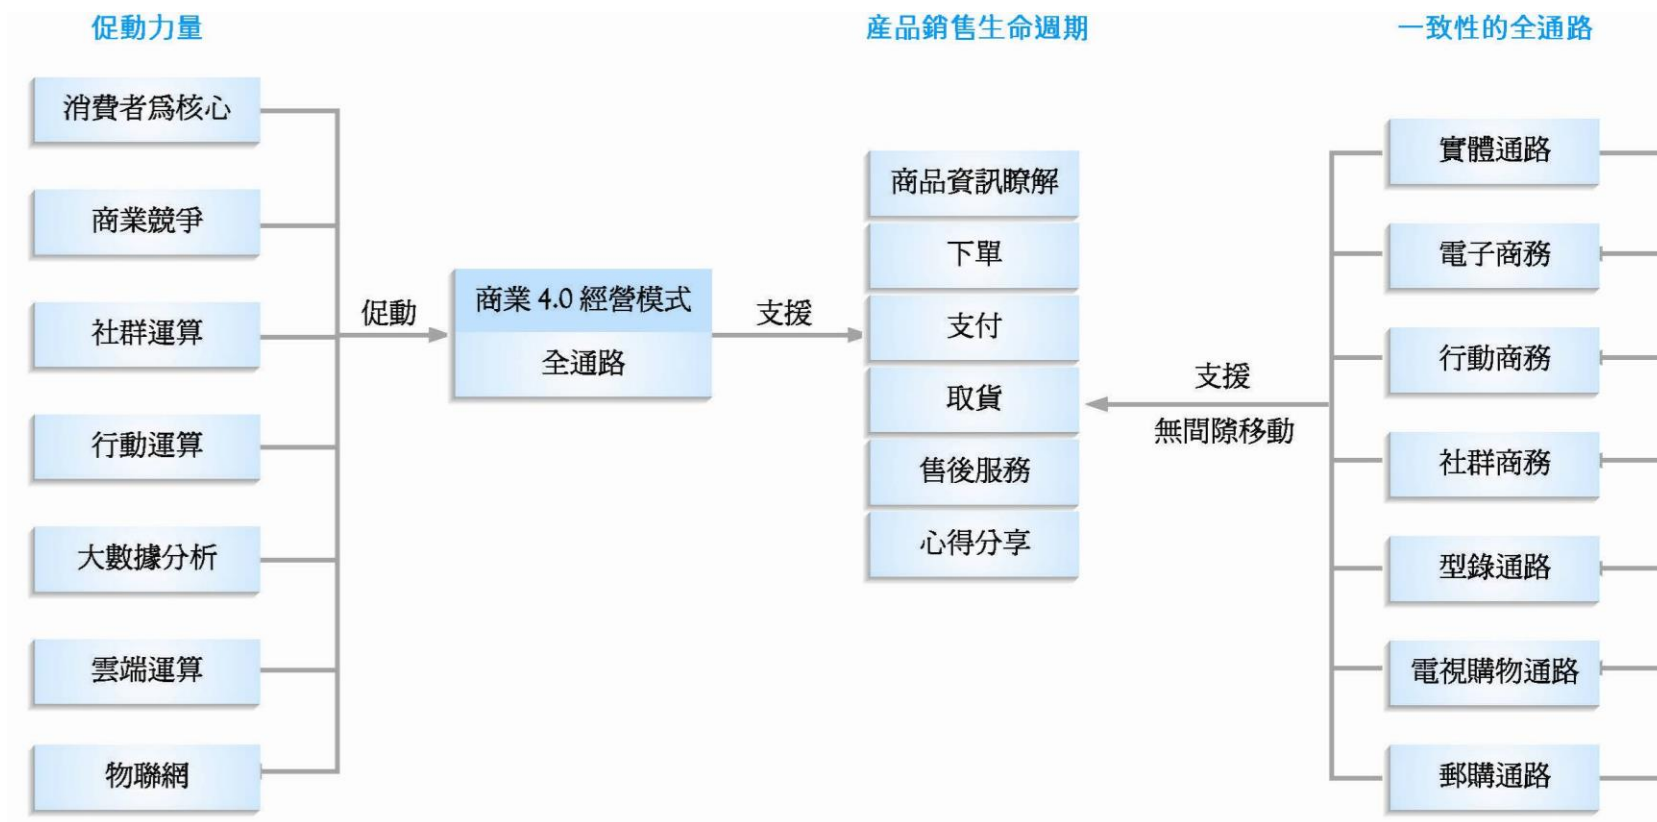 促動力量
產品銷售生命週期
一致性的全通路
消費者為核心
商業競爭
社群運算
行動運算
大數據分析
雲端運算
物聯網
促動
商業 4.0 經營模式
全通路
支援
商品資訊瞭解
下單
支付
取貨
售後服務
心得分享
支援
無間隙移動
實體通路
電子商務
行動商務
社群商務
型錄通路
電視購物通路
郵購通路